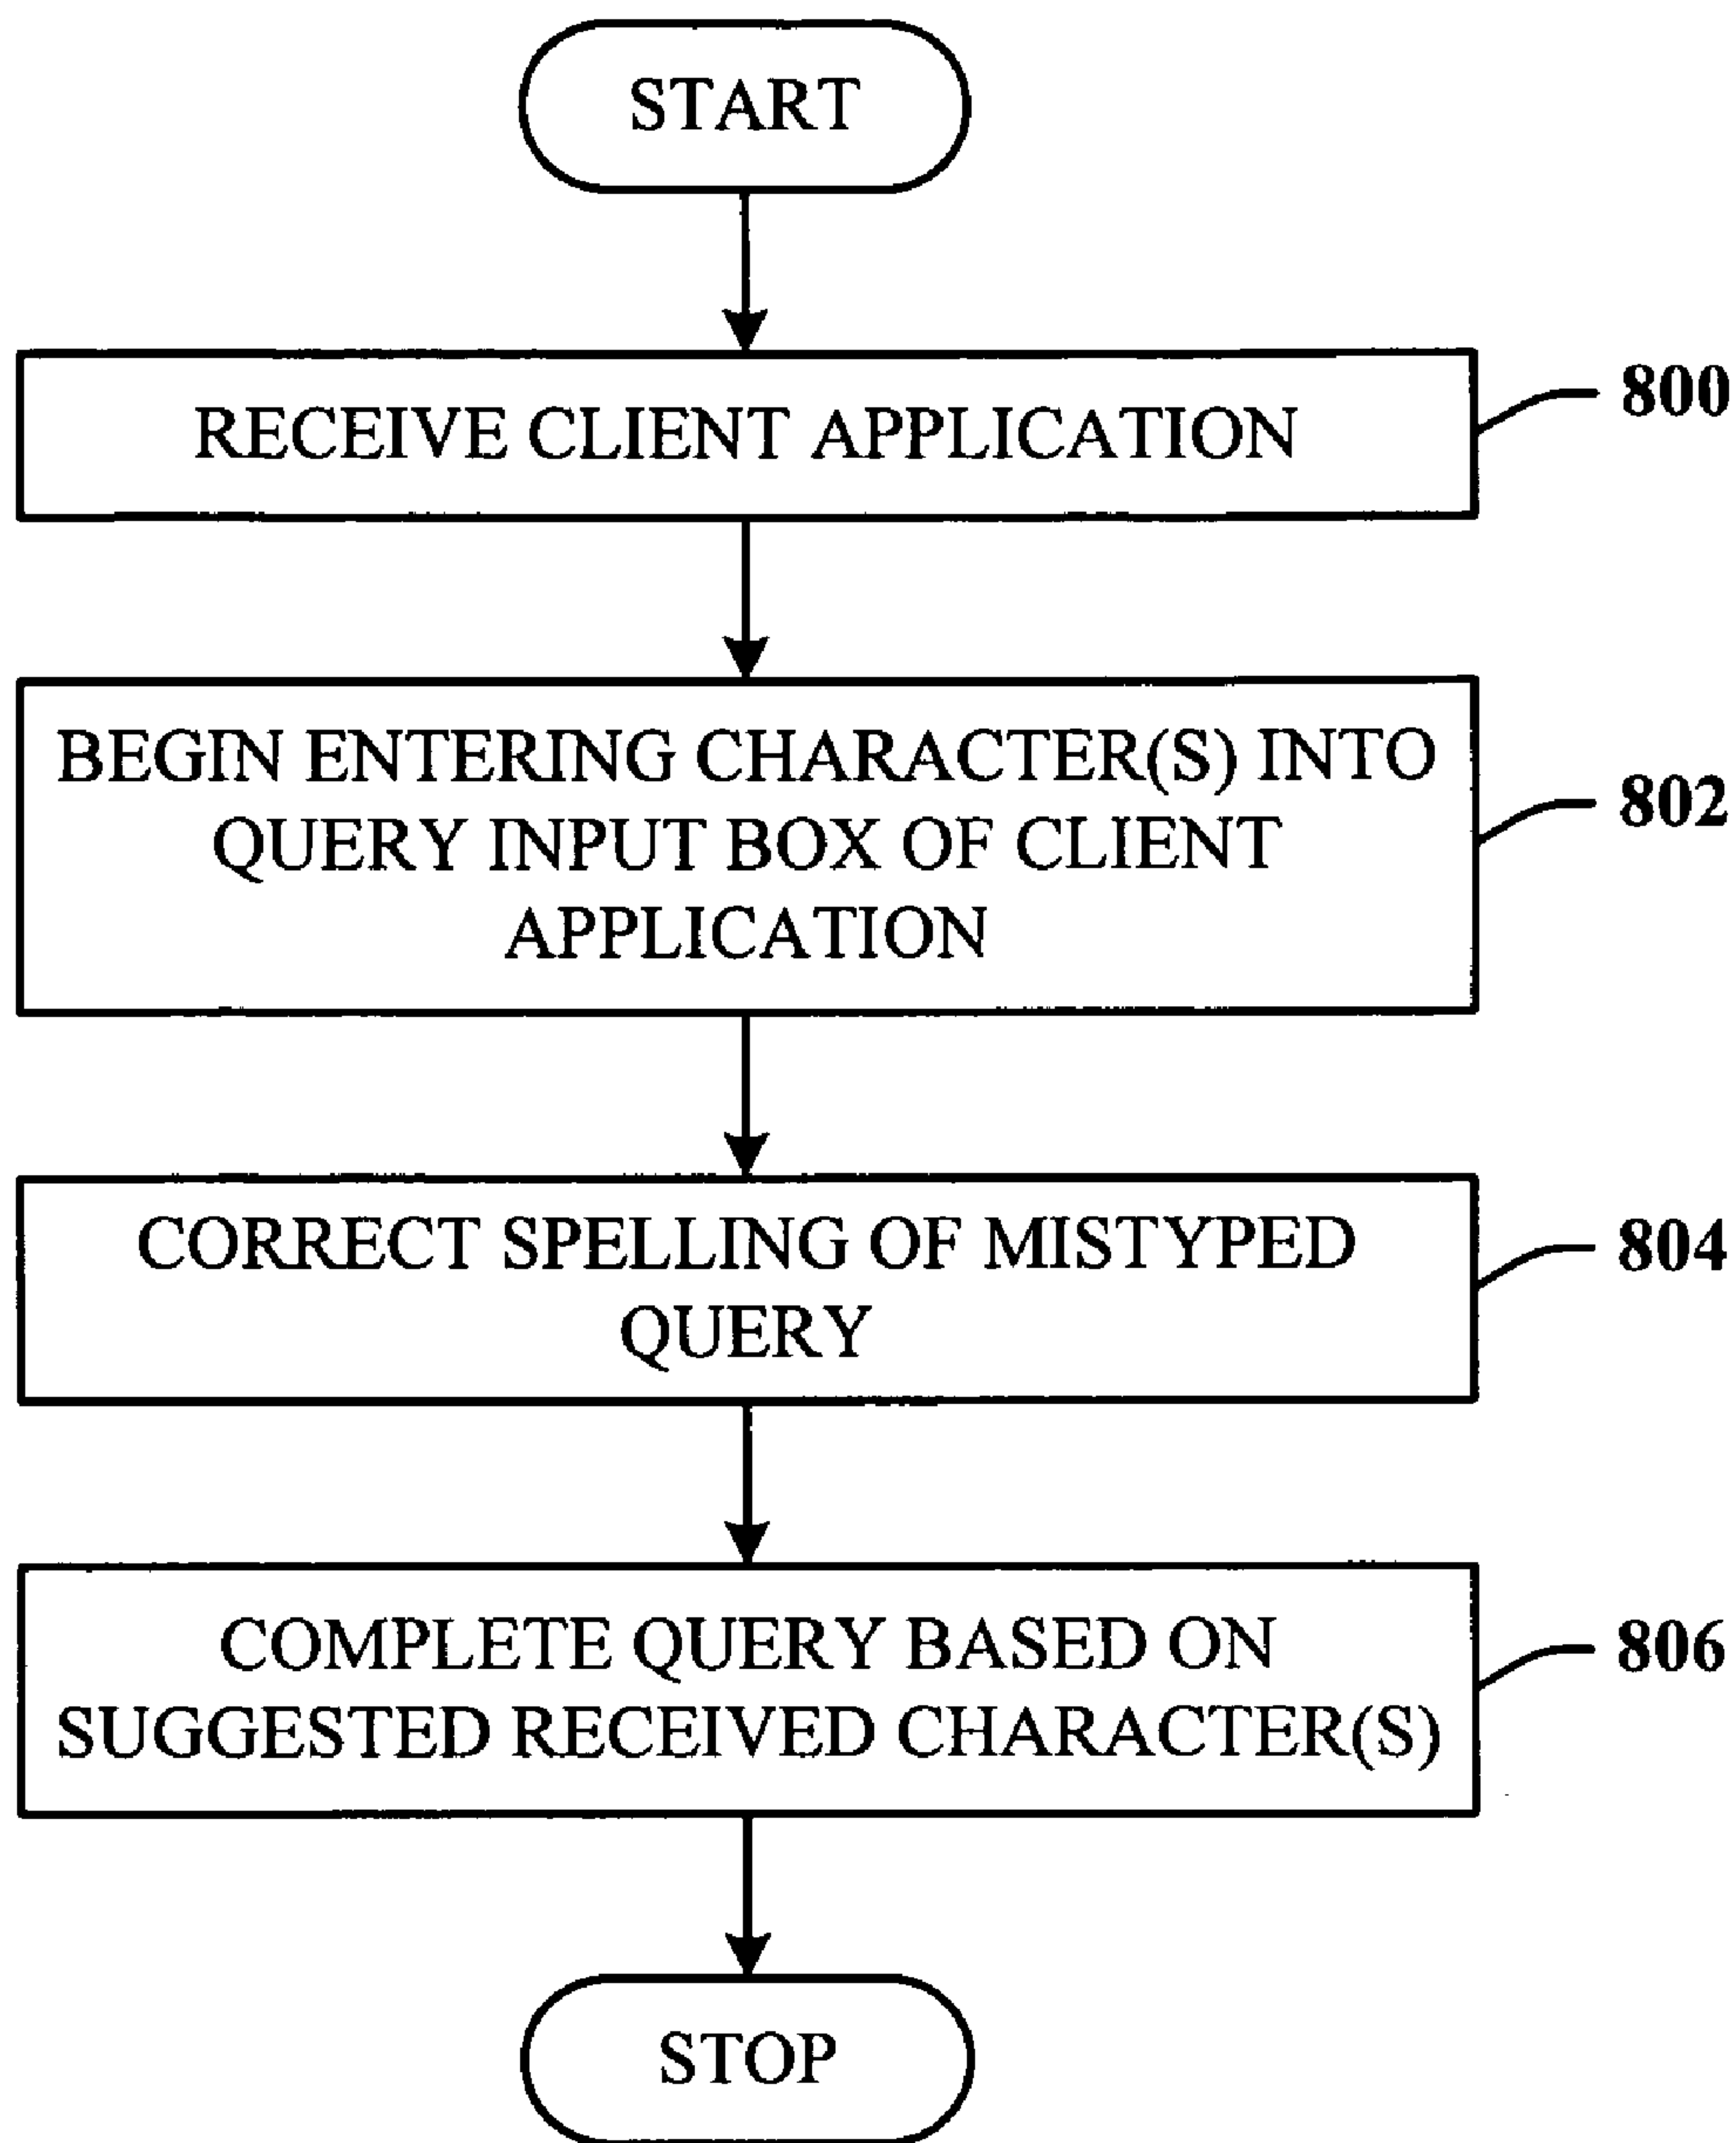 START
RECEIVE CLIENT APPLICATION
800
BEGIN ENTERING CHARACTER(S) INTO
QUERY INPUT BOX OF CLIENT
APPLICATION
802
CORRECT SPELLING OF MISTYPED
QUERY
804
COMPLETE QUERY BASED ON
SUGGESTED RECEIVED CHARACTER(S)
806
STOP